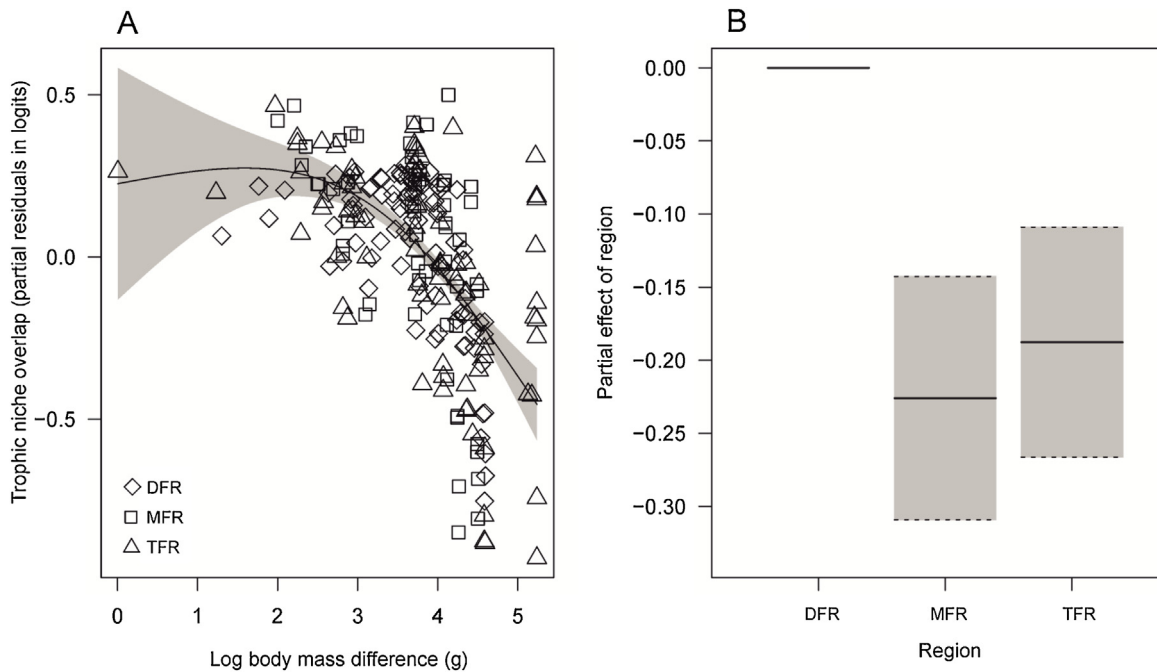 A
Trophic niche overlap (partial residuals in logits)
0.5
0.0
−0.5
DFR
MFR
TFR
0 1 2 3 4 5
Log body mass difference (g)
B
Partial effect of region
0.00
−0.05
−0.10
−0.15
−0.20
−0.25
−0.30
DFR MFR TFR
Region